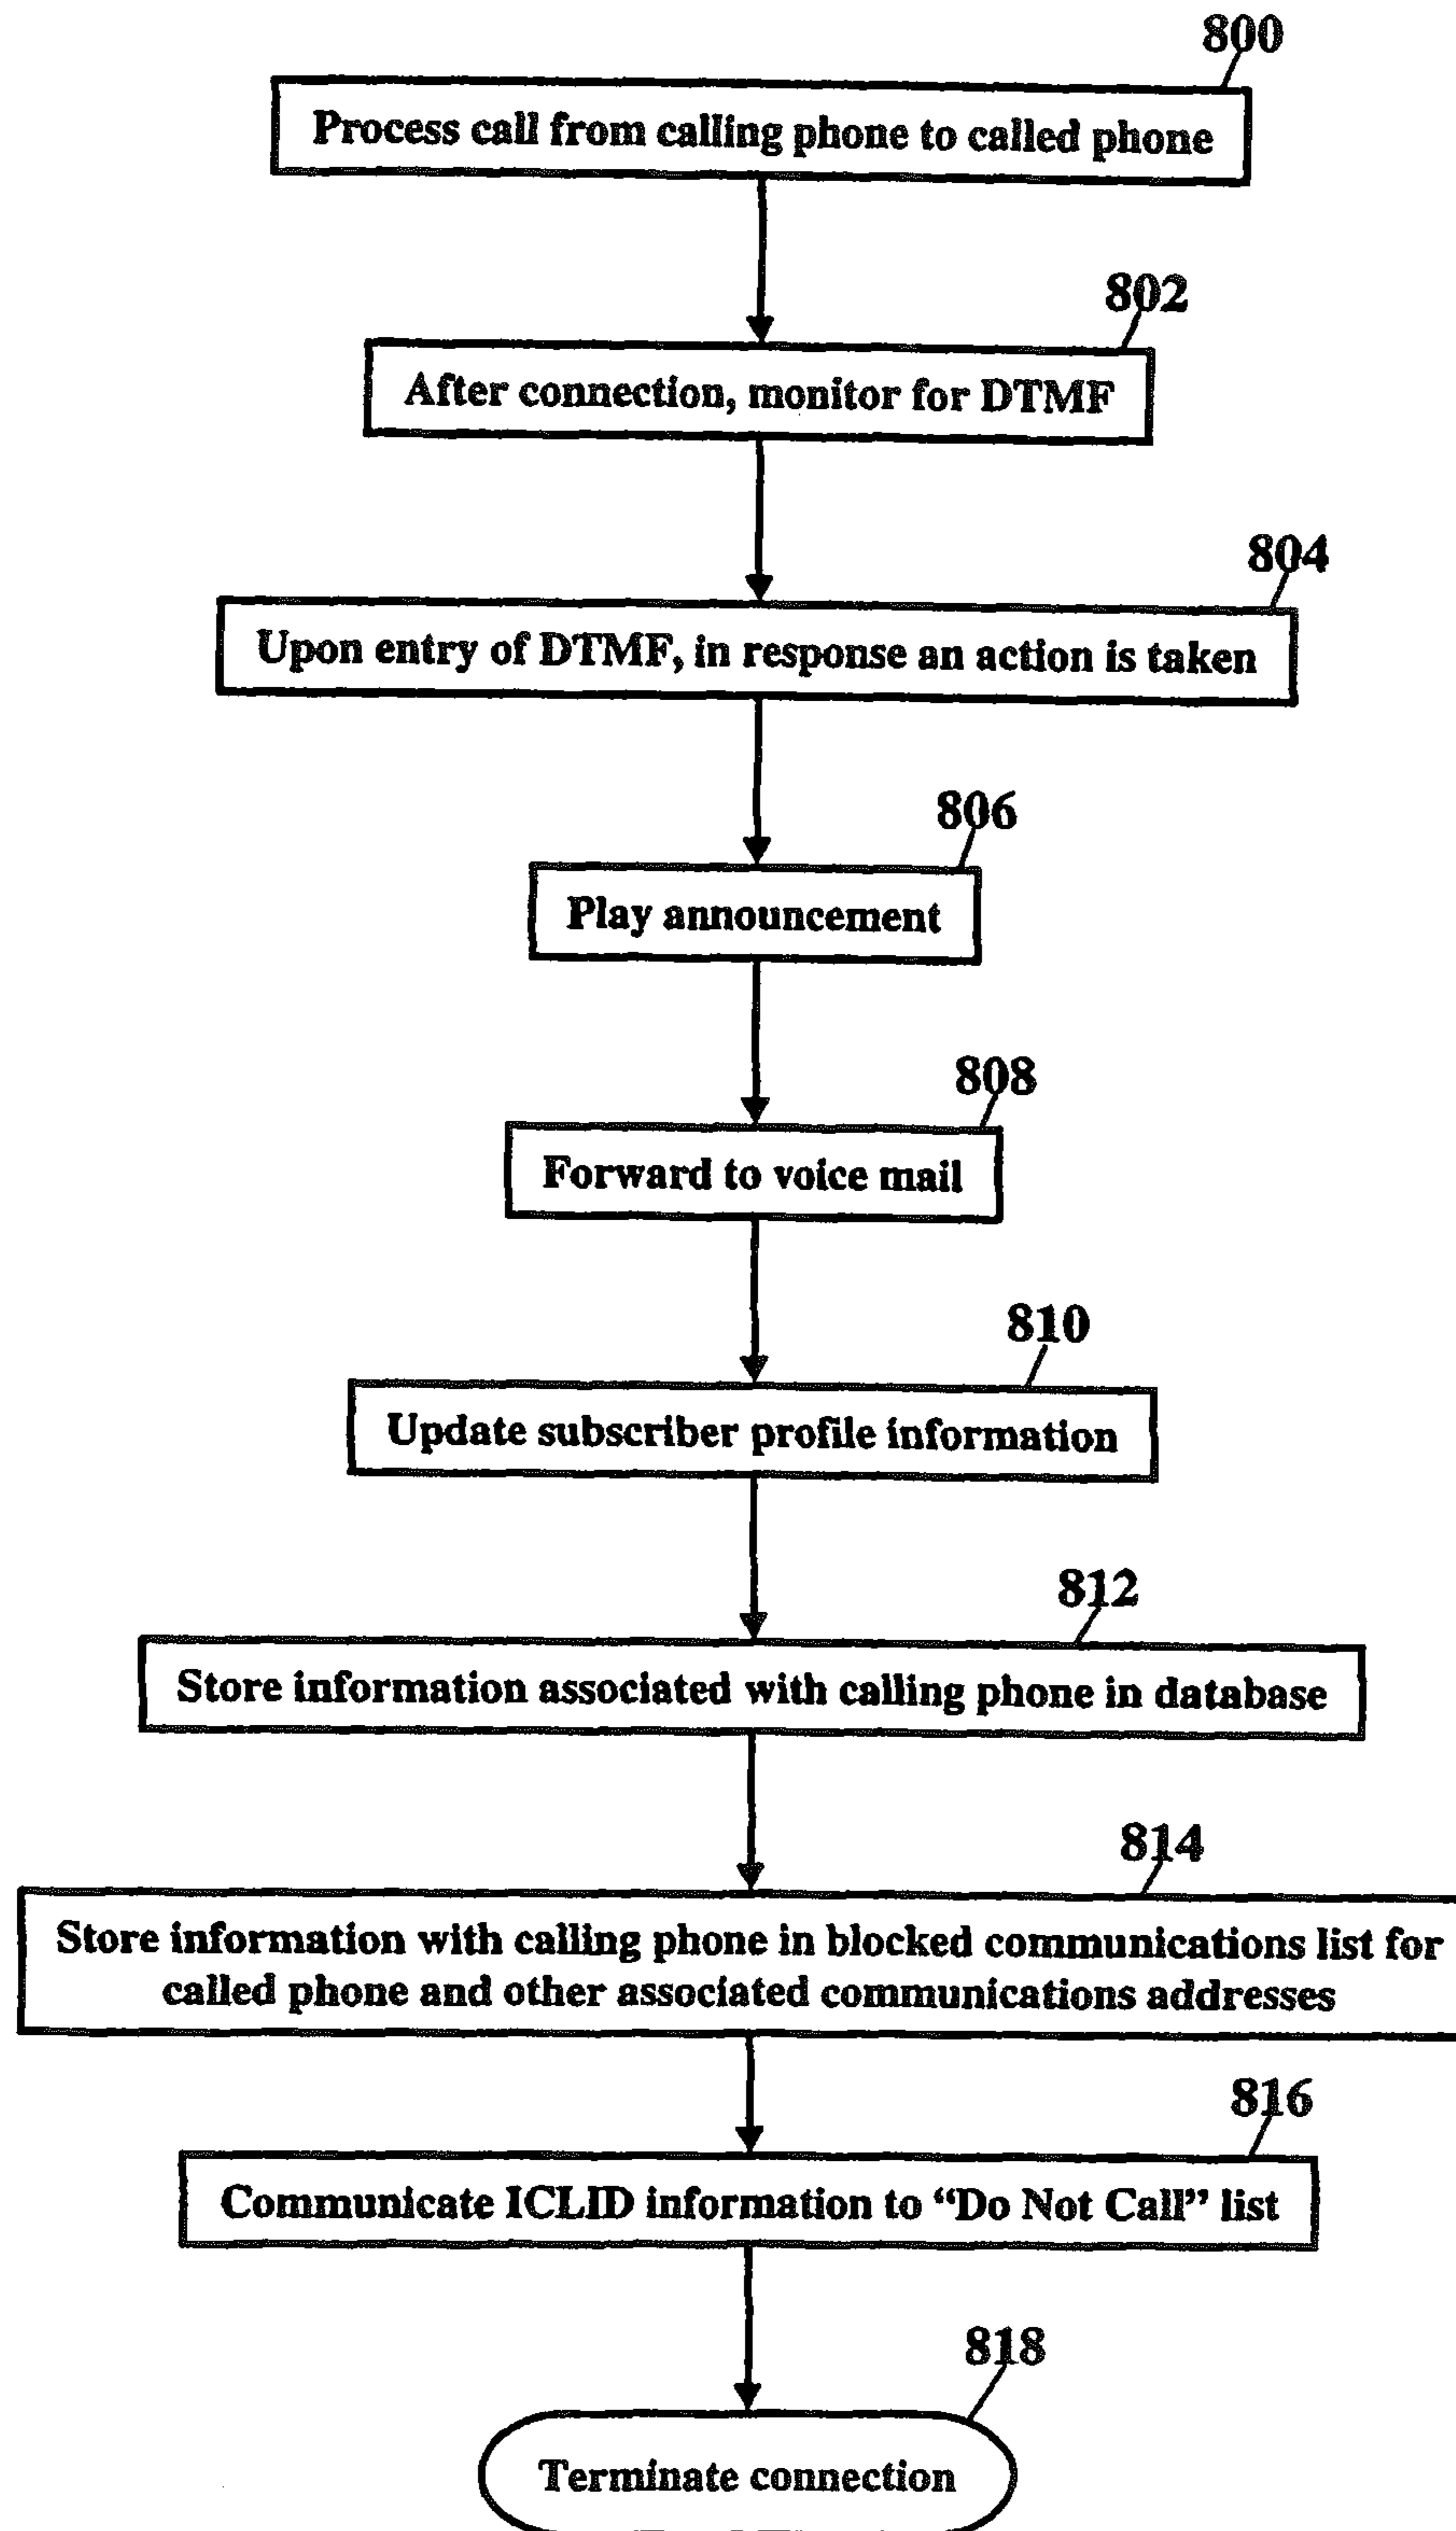 800
Process call from calling phone to called phone
802
After connection, monitor for DTMF
804
Upon entry of DTMF, in response an action is taken
806
Play announcement
808
Forward to voice mail
810
Update subscriber profile information
812
Store information associated with calling phone in database
814
Store information with calling phone in blocked communications list for
called phone and other associated communications addresses
816
Communicate ICLID information to “Do Not Call” list
818
Terminate connection